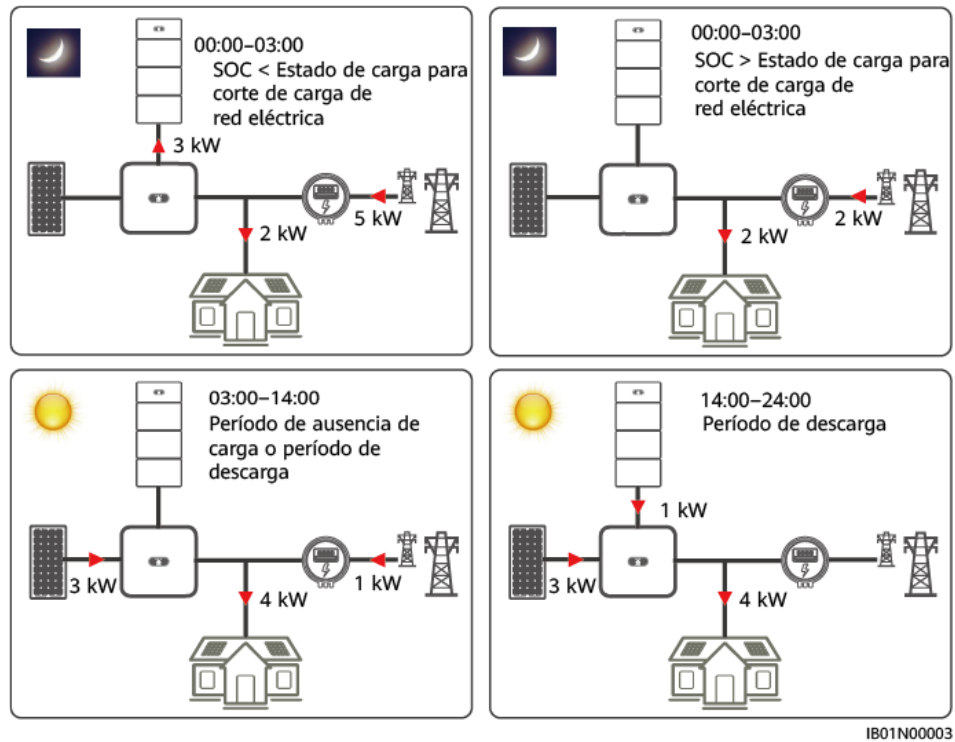 00:00–03:00
SOC < Estado de carga para
corte de carga de
red eléctrica
3 kW
5 kW
2 kW
00:00–03:00
SOC > Estado de carga para
corte de carga de
red eléctrica
2 kW
2 kW
03:00–14:00
Período de ausencia de
carga o período de
descarga
3 kW
1 kW
4 kW
14:00–24:00
Período de descarga
1 kW
3 kW
4 kW
IB01N00003